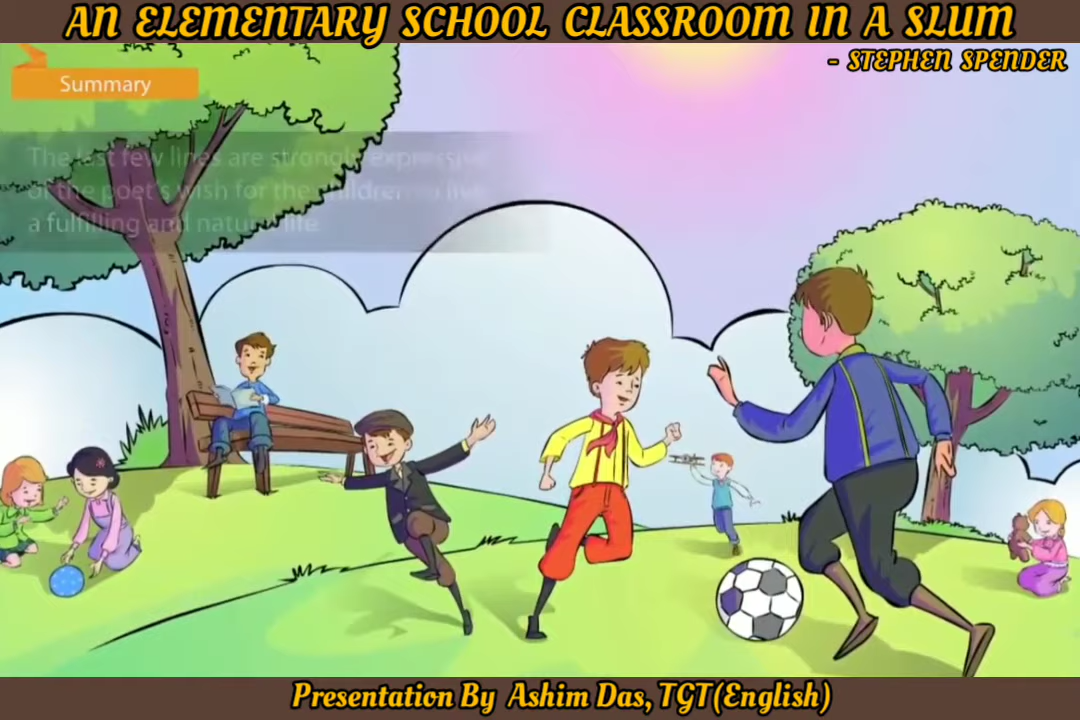 AN ELEMENTARY SCHOOL CLASSROOM IN A SLUM
- STEPHEN SPENDER
Summary
The last few lines are strongly expressive
of the poet's wish for the children to live
a fulfilling and natural life
Presentation By Ashim Das, TGT(English)